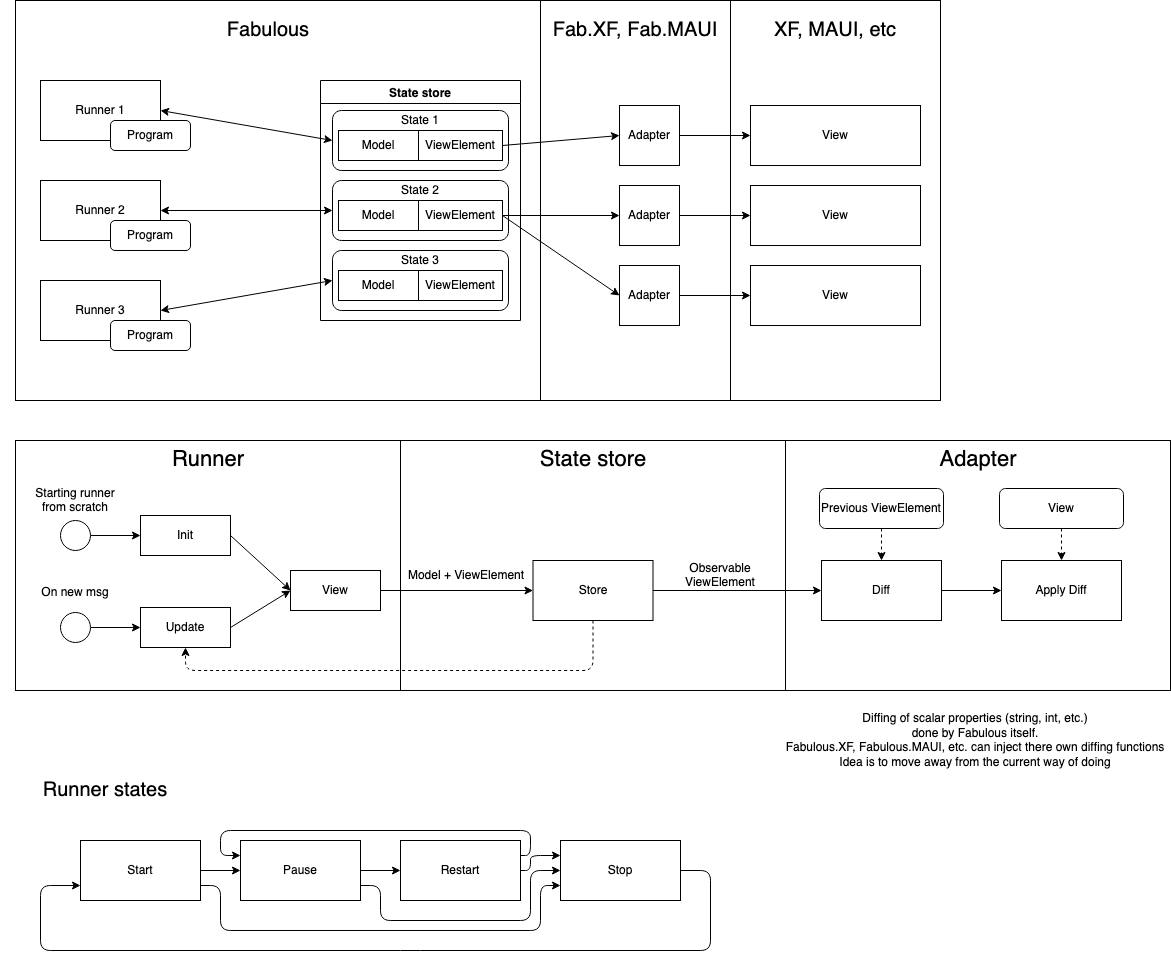 Fabulous
Fab.XF, Fab.MAUI
XF, MAUI, etc
State store
Runner 1
Program
State 1
Model
ViewElement
Adapter
View
Runner 2
Program
State 2
Model
ViewElement
Adapter
View
Runner 3
Program
State 3
Model
ViewElement
Adapter
View
Runner
State store
Adapter
Starting runner
from scratch
Init
On new msg
Update
View
Model + ViewElement
Store
Observable
ViewElement
Previous ViewElement
View
Diff
Apply Diff
Diffing of scalar properties (string, int, etc.)
done by Fabulous itself.
Fabulous.XF, Fabulous.MAUI, etc. can inject there own diffing functions
Idea is to move away from the current way of doing
Runner states
Start
Pause
Restart
Stop